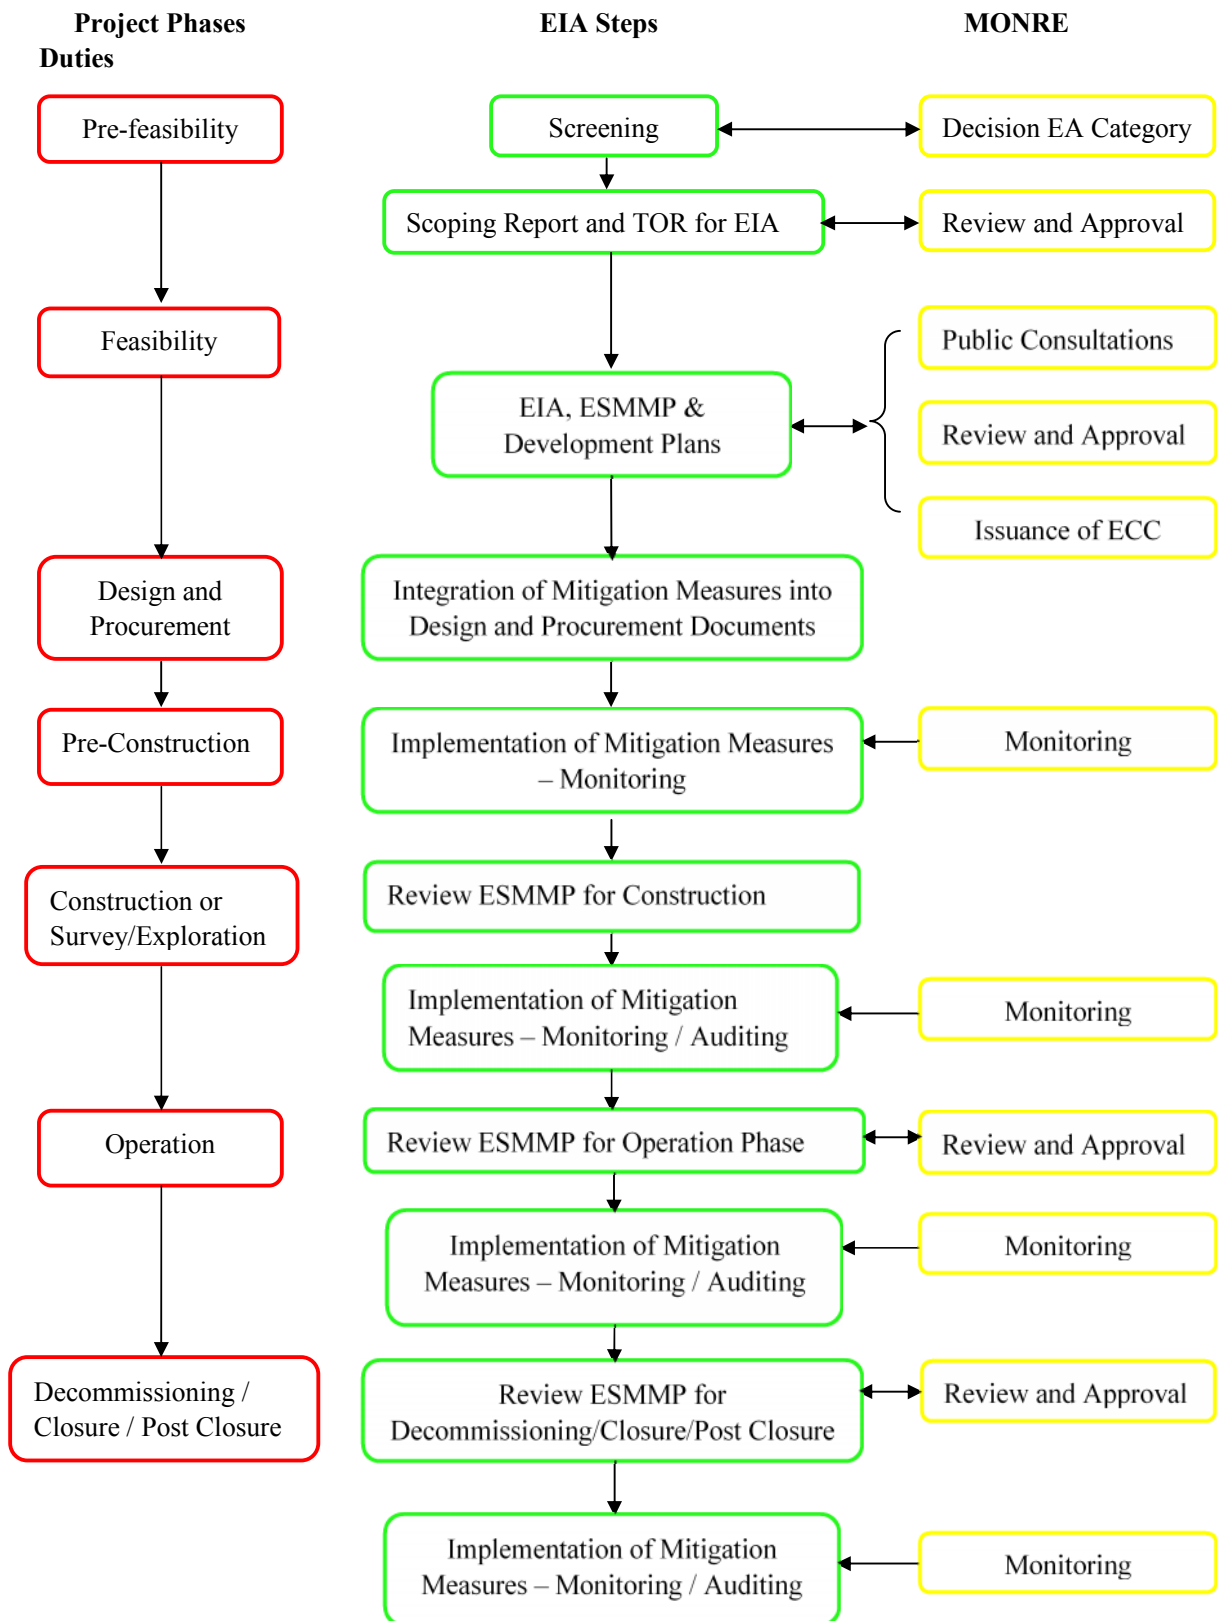 Project Phases
EIA Steps
MONRE
Duties
Pre-feasibility
Screening
Decision EA Category
Scoping Report and TOR for EIA
Review and Approval
Feasibility
Public Consultations
EIA, ESMMP &
Development Plans
Review and Approval
Issuance of ECC
Design and
Procurement
Integration of Mitigation Measures into
Design and Procurement Documents
Pre-Construction
Implementation of Mitigation Measures
– Monitoring
Monitoring
Construction or
Survey/Exploration
Review ESMMP for Construction
Implementation of Mitigation
Measures – Monitoring / Auditing
Monitoring
Operation
Review ESMMP for Operation Phase
Review and Approval
Implementation of Mitigation
Measures – Monitoring / Auditing
Monitoring
Decommissioning /
Closure / Post Closure
Review ESMMP for
Decommissioning/Closure/Post Closure
Review and Approval
Implementation of Mitigation
Measures – Monitoring / Auditing
Monitoring